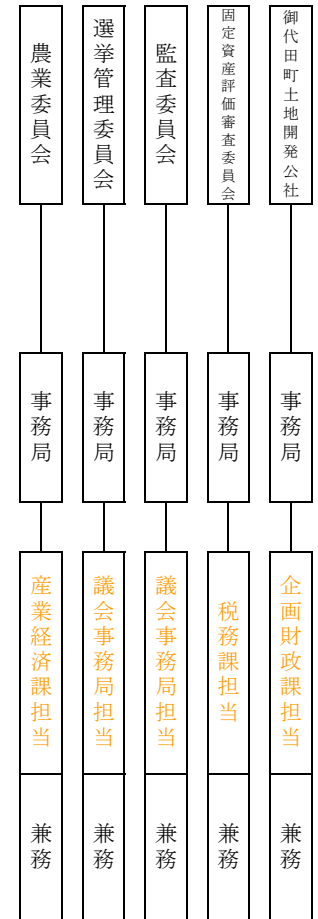 御代田町土地開発公社
事務局
企画財政課担当
兼務
固定資産評価審査委員会
事務局
税務課担当
兼務
監査委員会
事務局
議会事務局担当
兼務
選挙管理委員会
事務局
議会事務局担当
兼務
農業委員会
事務局
産業経済課担当
兼務